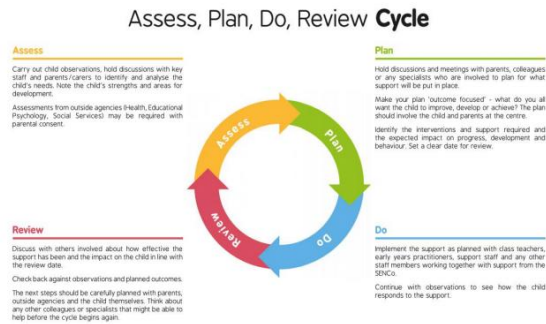 Assess, Plan, Do, Review Cycle
Assess
Carry out child observations, hold discussions with key
staff and parents/carers to identify and analyse the
child's needs. Note the child's strengths and areas for
development.
Assessments from outside agencies (Health, Educational
Psychology, Social Services) may be required with
parental consent.
Plan
Hold discussions and meetings with parents, colleagues
or any specialists who are involved to plan for what
support will be put in place.
Make your plan 'outcome focused' - what do you all
want the child to improve, develop or achieve? The plan
should involve the child and parents at the centre.
Identify the interventions and support required and
the expected impact on progress, development and
behaviour. Set a clear date for review.
Assess
Plan
Do
Review
Review
Discuss with others involved about how effective the
support has been and the impact on the child in line with
the review date.
Check back against observations and planned outcomes.
The next steps should be carefully planned with parents,
outside agencies and the child themselves. Think about
any other colleagues or specialists that might be able to
help before the cycle begins again.
Do
Implement the support as planned with class teachers,
early years practitioners, support staff and any other
staff members working together with support from the
SENCo.
Continue with observations to see how the child
responds to the support.